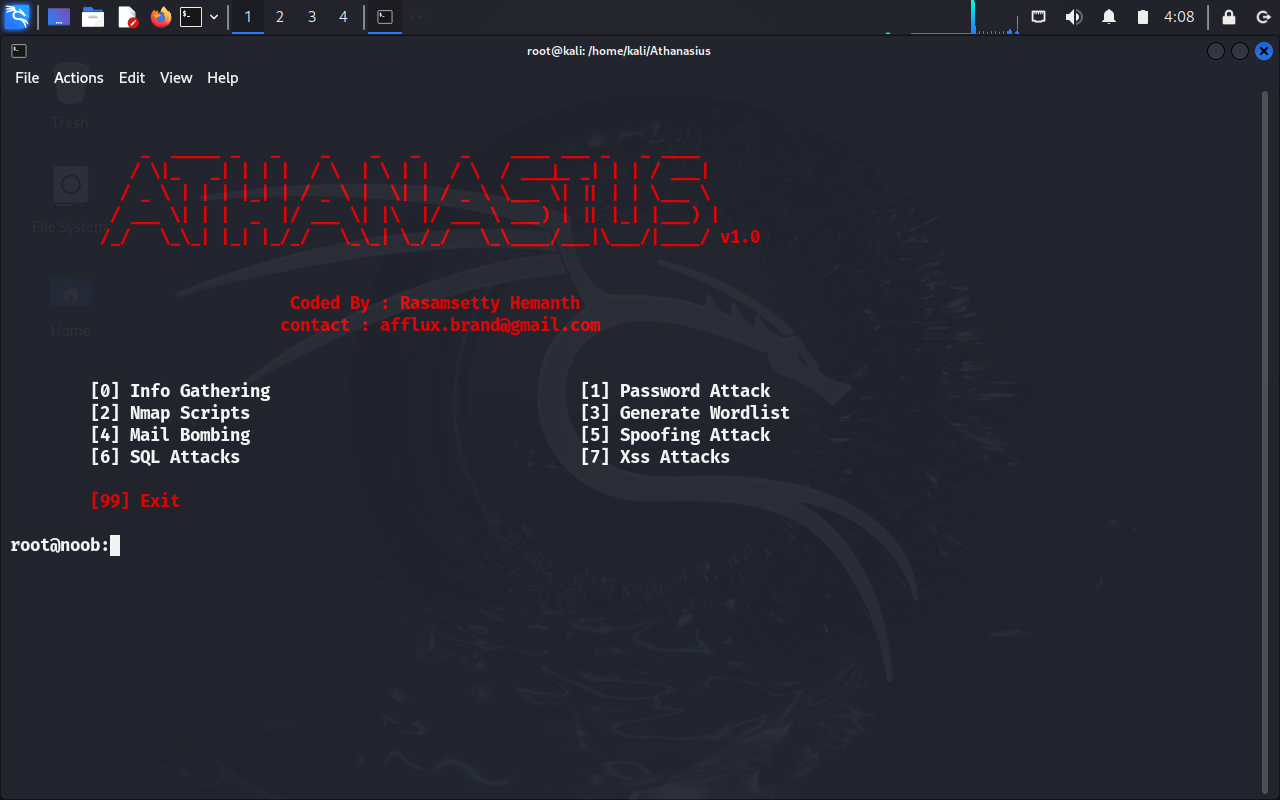 1 2 3 4 4:08
root@kali: /home/kali/Athanasius
File Actions Edit View Help
Trash
ATHANASIUS v1.0
File System
Coded By : Rasamsetty Hemanth
contact : afflux.brand@gmail.com
Home
[0] Info Gathering [1] Password Attack
[2] Nmap Scripts [3] Generate Wordlist
[4] Mail Bombing [5] Spoofing Attack
[6] SQL Attacks [7] Xss Attacks
[99] Exit
root@noob: